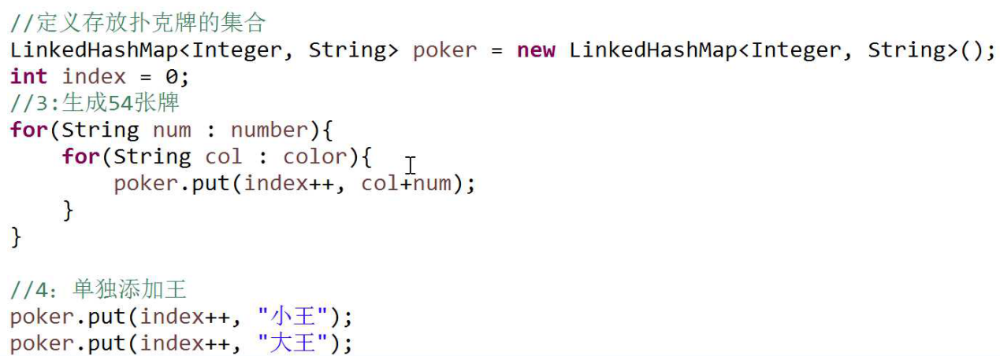 //定义存放扑克牌的集合
LinkedHashMap<Integer, String> poker = new LinkedHashMap<Integer, String>();
int index = 0;
//3:生成54张牌
for(String num : number){
    for(String col : color){
        poker.put(index++, col+num);
    }
}

//4：单独添加王
poker.put(index++, "小王");
poker.put(index++, "大王");